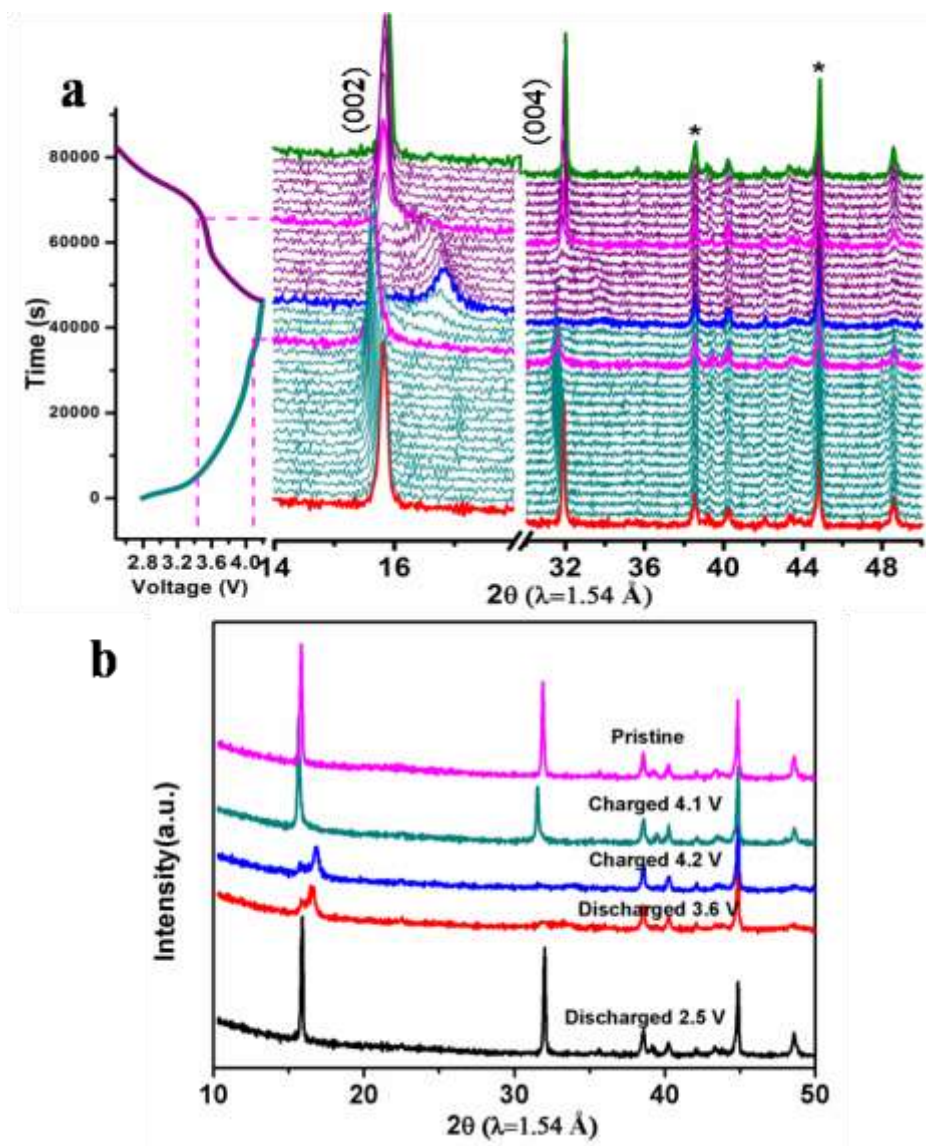 a
(002)
(004)
*
*
80000
60000
40000
20000
0
Time (s)
2.8 3.2 3.6 4.0
Voltage (V)
14 16 32 36 40 44 48
2θ (λ=1.54 Å)
b
Pristine
Charged 4.1 V
Charged 4.2 V
Discharged 3.6 V
Discharged 2.5 V
Intensity(a.u.)
10 20 30 40 50
2θ (λ=1.54 Å)